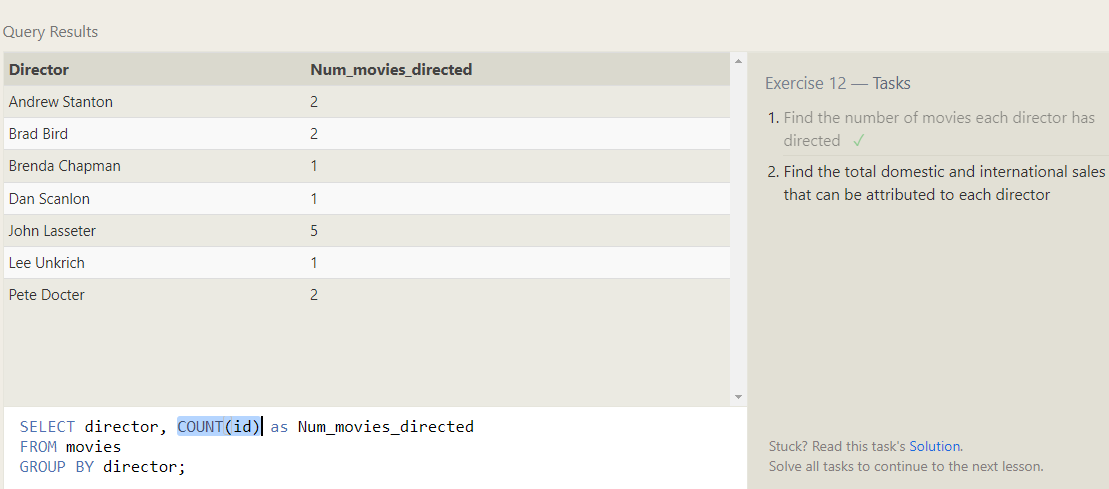 Query Results
Director Num_movies_directed
Andrew Stanton 2
Brad Bird 2
Brenda Chapman 1
Dan Scanlon 1
John Lasseter 5
Lee Unkrich 1
Pete Docter 2
SELECT director, COUNT(id) as Num_movies_directed
FROM movies
GROUP BY director;
Exercise 12 — Tasks
1. Find the number of movies each director has
directed ✓
2. Find the total domestic and international sales
that can be attributed to each director
Stuck? Read this task's Solution.
Solve all tasks to continue to the next lesson.